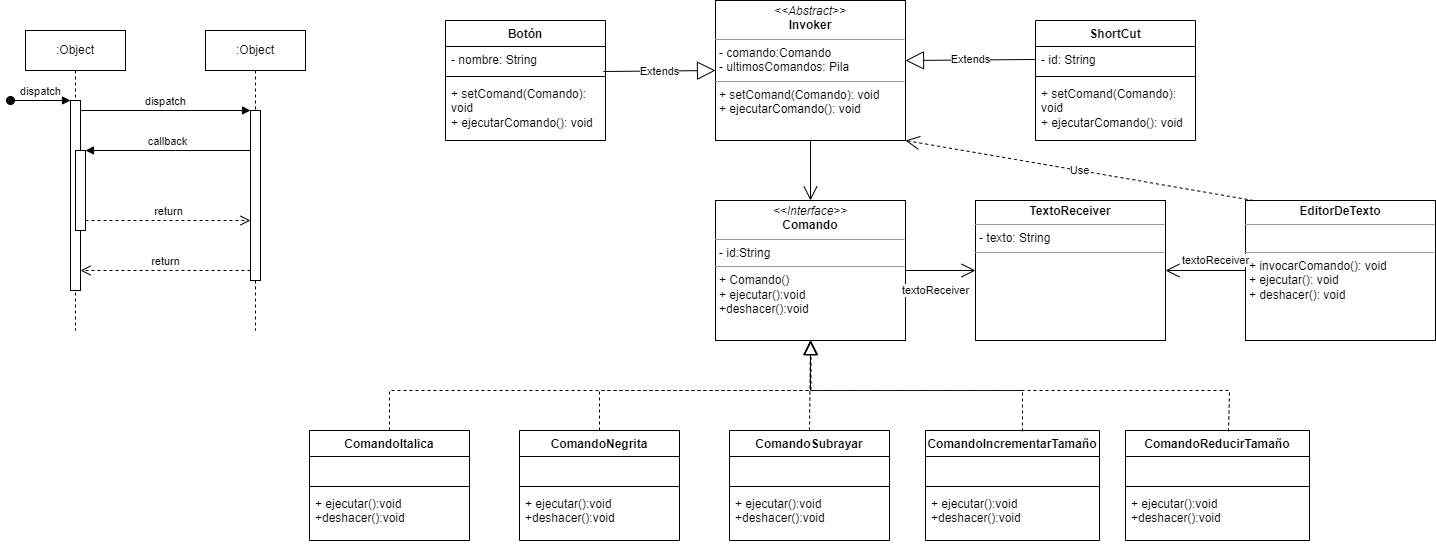 :Object
:Object
dispatch
dispatch
callback
return
return
Botón
- nombre: String
+ setComand(Comando):
void
+ ejecutarComando(): void
Extends
<<Abstract>>
Invoker
- comando:Comando
- ultimosComandos: Pila
+ setComand(Comando): void
+ ejecutarComando(): void
Extends
ShortCut
- id: String
+ setComand(Comando):
void
+ ejecutarComando(): void
Use
<<Interface>>
Comando
- id:String
+ Comando()
+ ejecutar():void
+deshacer():void
textoReceiver
TextoReceiver
- texto: String
textoReceiver
EditorDeTexto
+ invocarComando(): void
+ ejecutar(): void
+ deshacer(): void
ComandoItalica
+ ejecutar():void
+deshacer():void
ComandoNegrita
+ ejecutar():void
+deshacer():void
ComandoSubrayar
+ ejecutar():void
+deshacer():void
ComandoIncrementarTamaño
+ ejecutar():void
+deshacer():void
ComandoReducirTamaño
+ ejecutar():void
+deshacer():void